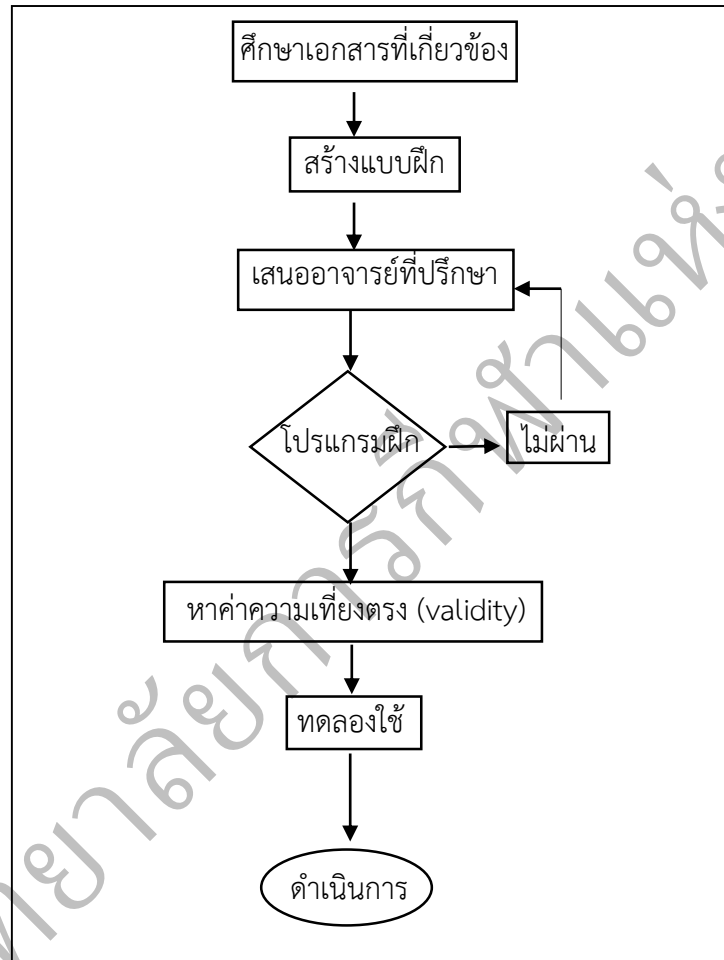 ศึกษาเอกสารที่เกี่ยวข้อง
สร้างแบบฝึก
เสนออาจารย์ที่ปรึกษา
โปรแกรมฝึก
ไม่ผ่าน
หาค่าความเที่ยงตรง (validity)
ทดลองใช้
ดำเนินการ